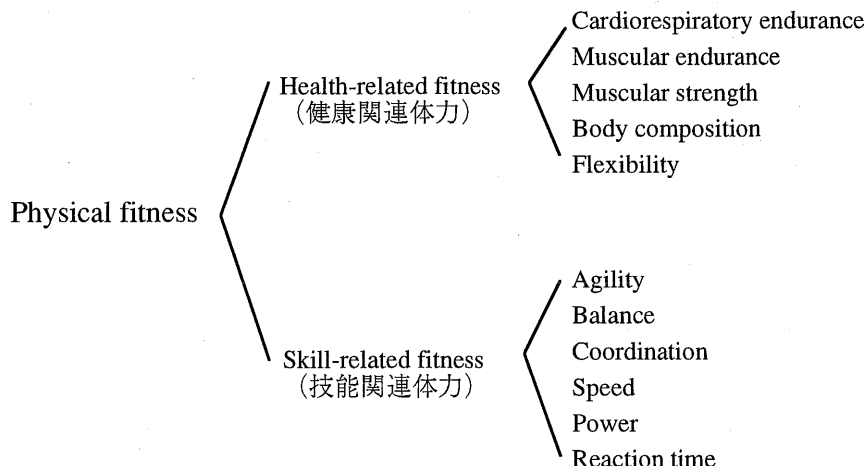 Physical fitness
Health-related fitness
（健康関連体力）
Cardiorespiratory endurance
Muscular endurance
Muscular strength
Body composition
Flexibility
Skill-related fitness
（技能関連体力）
Agility
Balance
Coordination
Speed
Power
Reaction time